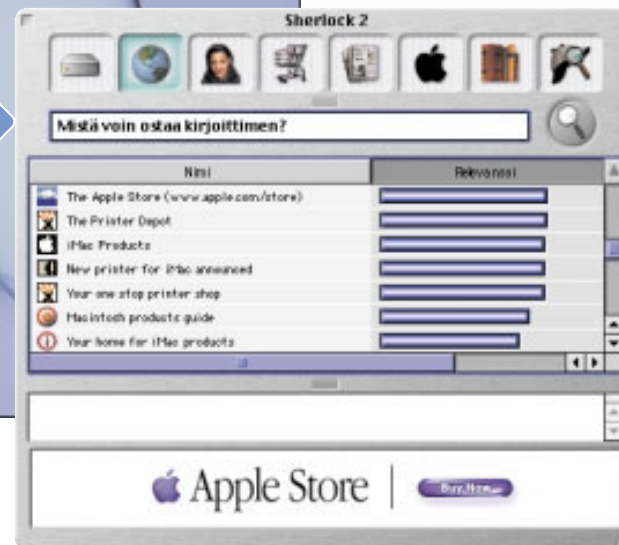 Sherlock 2
Mistä voin ostaa kirjoittimen?
Nimi Relevanssi
The Apple Store (www.apple.com/store)
The Printer Depot
iMac Products
New printer for iMac announced
Your one stop printer shop
Macintosh products guide
Your home for iMac products
Apple Store
Buy Now